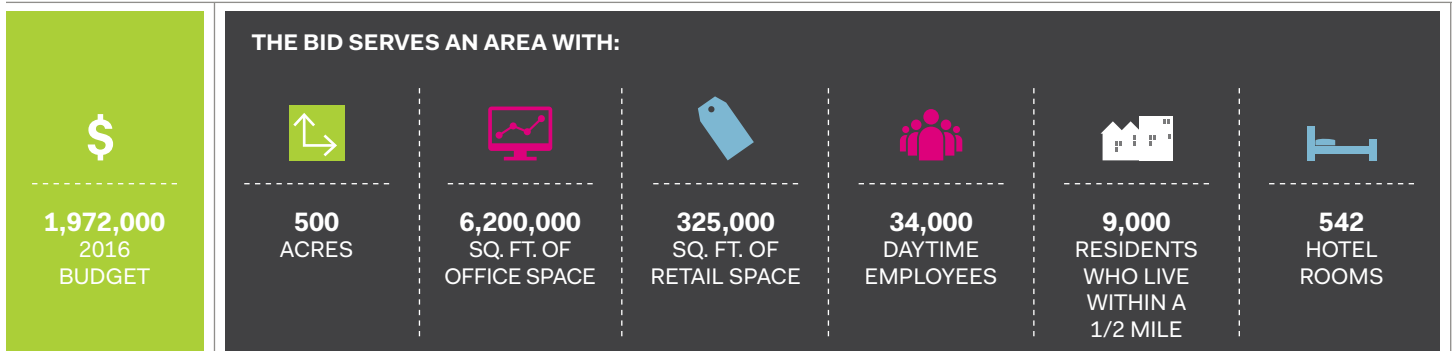 $
1,972,000
2016
BUDGET
THE BID SERVES AN AREA WITH:
500
ACRES
6,200,000
SQ. FT. OF
OFFICE SPACE
325,000
SQ. FT. OF
RETAIL SPACE
34,000
DAYTIME
EMPLOYEES
9,000
RESIDENTS
WHO LIVE
WITHIN A
1/2 MILE
542
HOTEL
ROOMS